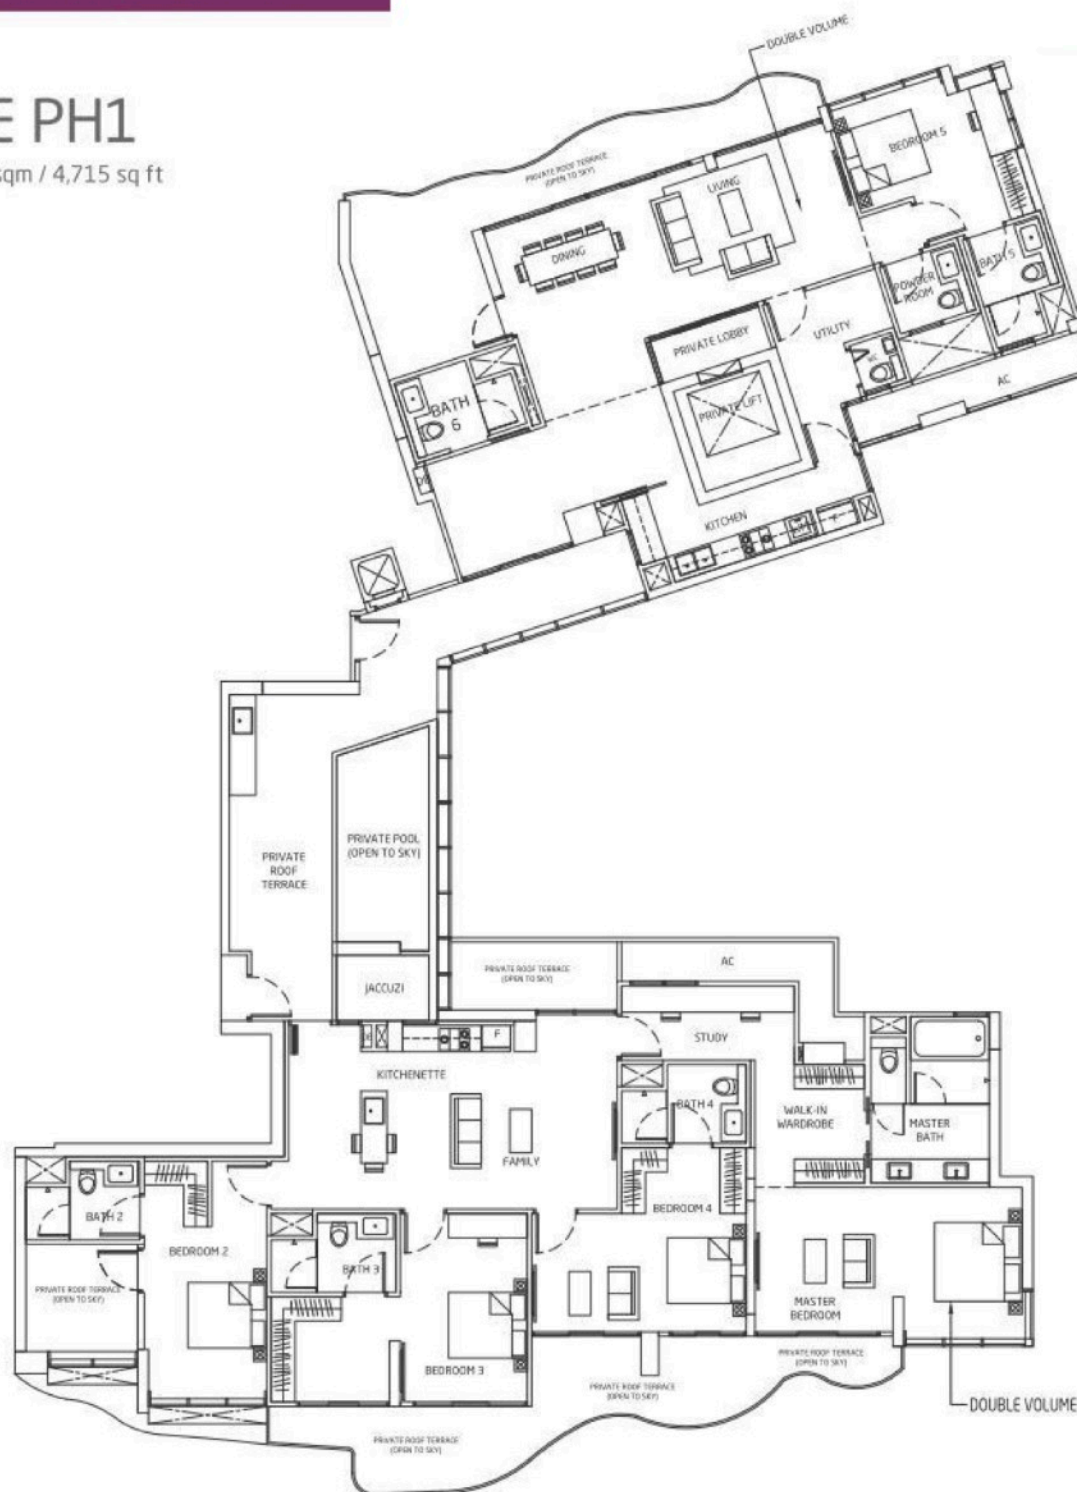 E PH1
sqm / 4,715 sq ft
DOUBLE VOLUME
BEDROOM 5
PRIVATE ROOF TERRACE
(OPEN TO SKY)
LIVING
DINING
BATH 5
POWDER
ROOM
UTILITY
PRIVATE LOBBY
WC
AC
PRIVATE LIFT
BATH
6
KITCHEN
F
PRIVATE POOL
(OPEN TO SKY)
PRIVATE
ROOF
TERRACE
JACCUZI
PRIVATE ROOF TERRACE
(OPEN TO SKY)
AC
STUDY
F
KITCHENETTE
BATH 4
WALK-IN
WARDROBE
MASTER
BATH
FAMILY
BEDROOM 4
BATH 2
BEDROOM 2
BATH 3
PRIVATE ROOF TERRACE
(OPEN TO SKY)
MASTER
BEDROOM
BEDROOM 3
PRIVATE ROOF TERRACE
(OPEN TO SKY)
PRIVATE ROOF TERRACE
(OPEN TO SKY)
DOUBLE VOLUME
PRIVATE ROOF TERRACE
(OPEN TO SKY)